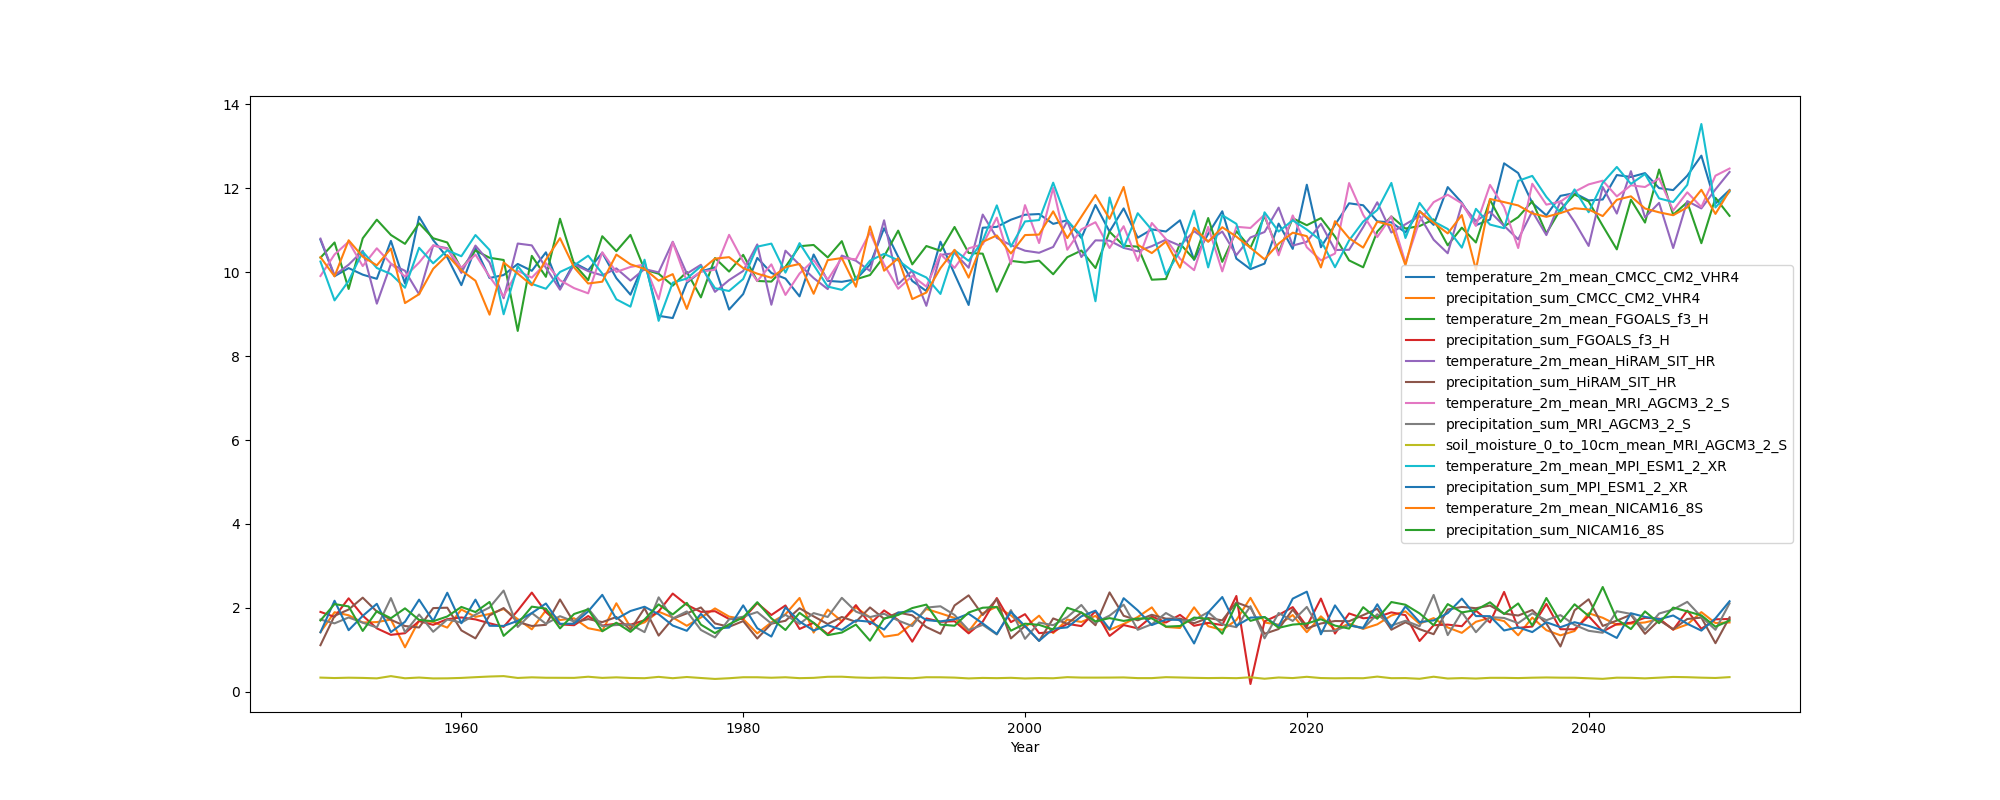 14
12
10
8
6
4
2
0
temperature_2m_mean_CMCC_CM2_VHR4
precipitation_sum_CMCC_CM2_VHR4
temperature_2m_mean_FGOALS_f3_H
precipitation_sum_FGOALS_f3_H
temperature_2m_mean_HiRAM_SIT_HR
precipitation_sum_HiRAM_SIT_HR
temperature_2m_mean_MRI_AGCM3_2_S
precipitation_sum_MRI_AGCM3_2_S
soil_moisture_0_to_10cm_mean_MRI_AGCM3_2_S
temperature_2m_mean_MPI_ESM1_2_XR
precipitation_sum_MPI_ESM1_2_XR
temperature_2m_mean_NICAM16_8S
precipitation_sum_NICAM16_8S
1960 1980 2000 2020 2040
Year